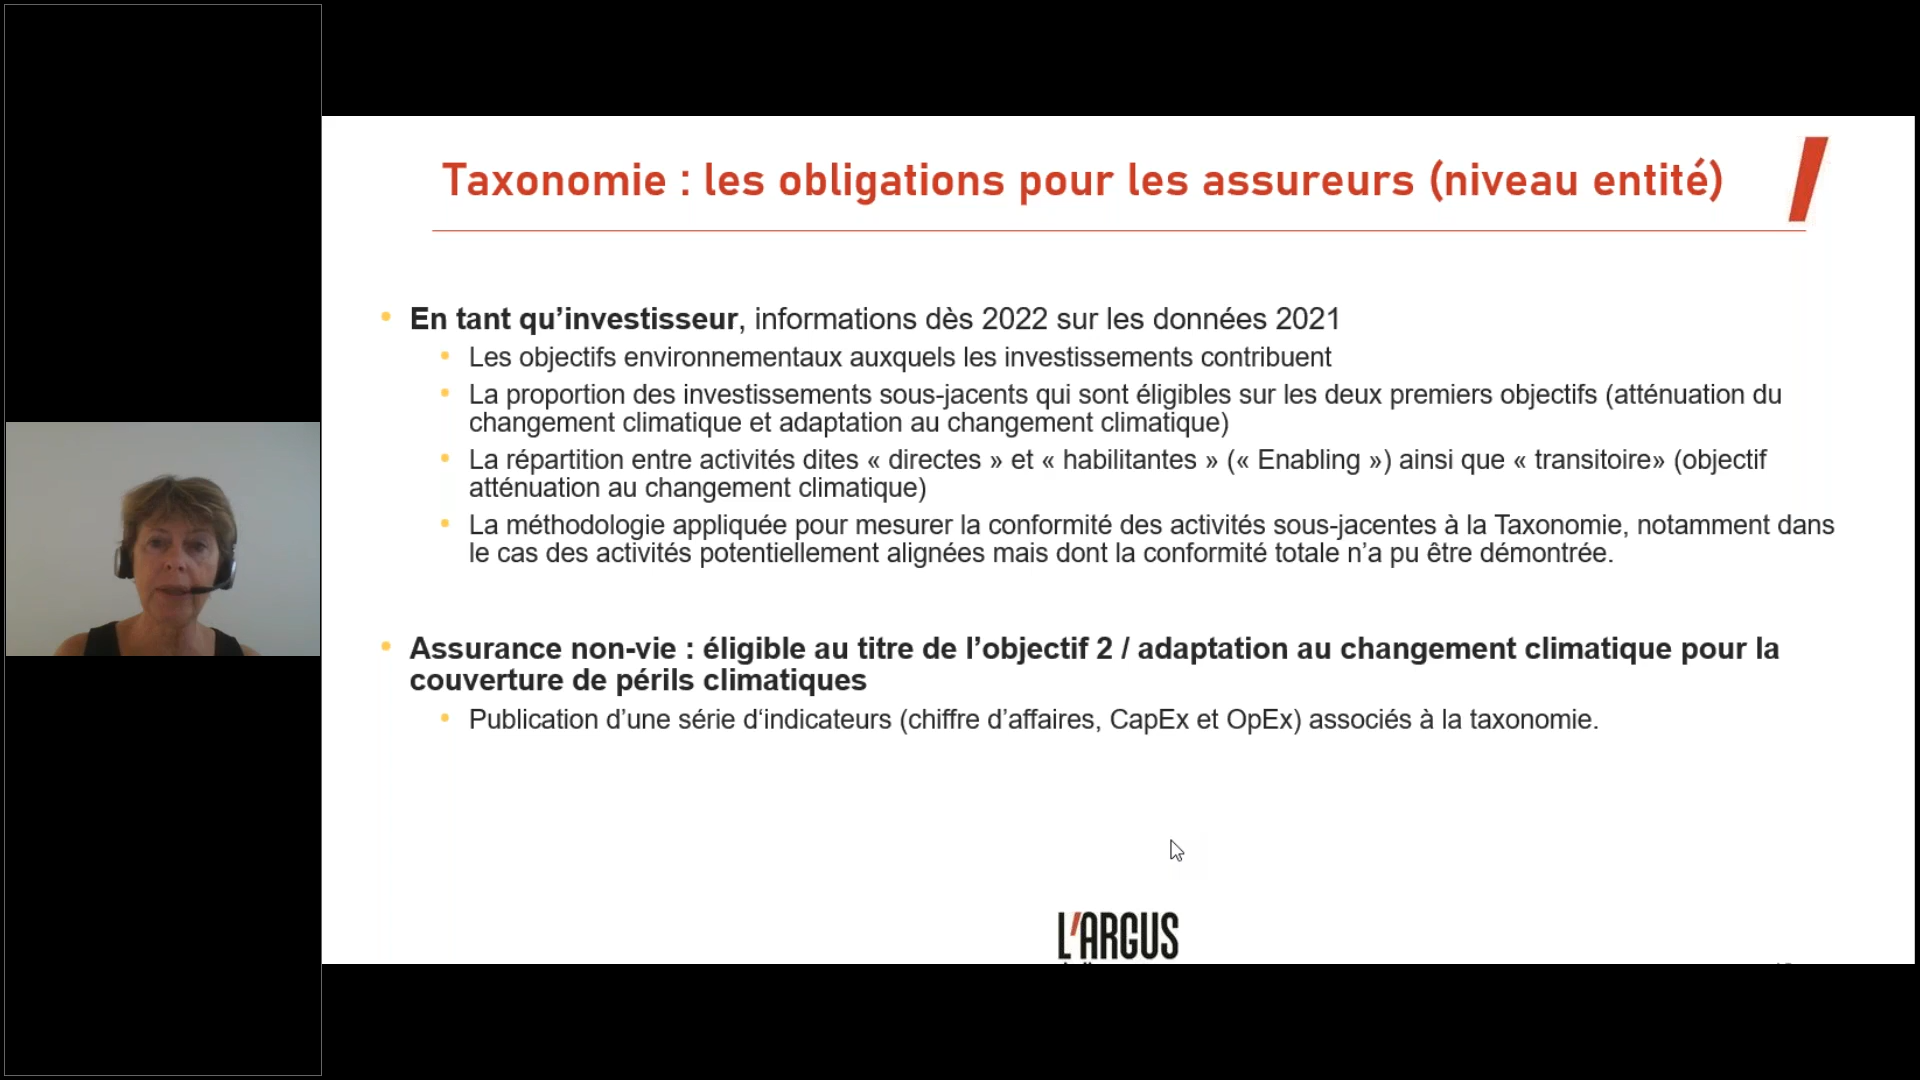 Taxonomie : les obligations pour les assureurs (niveau entité)
En tant qu’investisseur, informations dès 2022 sur les données 2021
Les objectifs environnementaux auxquels les investissements contribuent
La proportion des investissements sous-jacents qui sont éligibles sur les deux premiers objectifs (atténuation du
changement climatique et adaptation au changement climatique)
La répartition entre activités dites « directes » et « habilitantes » (« Enabling ») ainsi que « transitoire» (objectif
atténuation au changement climatique)
La méthodologie appliquée pour mesurer la conformité des activités sous-jacentes à la Taxonomie, notamment dans
le cas des activités potentiellement alignées mais dont la conformité totale n’a pu être démontrée.
Assurance non-vie : éligible au titre de l’objectif 2 / adaptation au changement climatique pour la
couverture de périls climatiques
Publication d’une série d‘indicateurs (chiffre d’affaires, CapEx et OpEx) associés à la taxonomie.
L'ARGUS